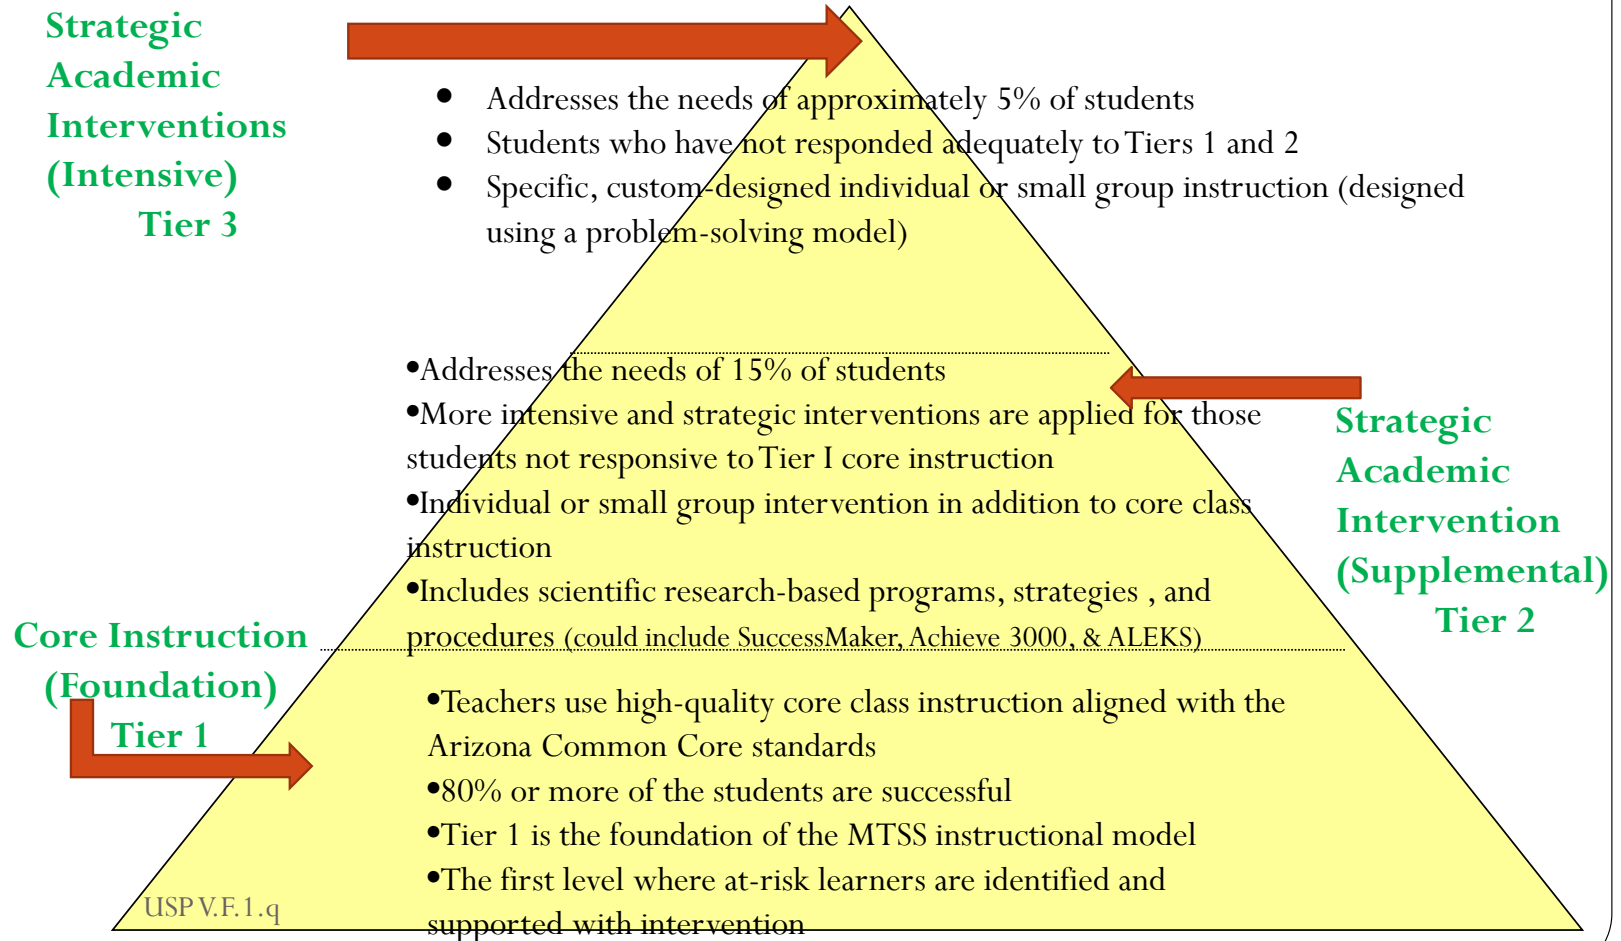 Strategic
Academic
Interventions
(Intensive)
Tier 3
● Addresses the needs of approximately 5% of students
● Students who have not responded adequately to Tiers 1 and 2
● Specific, custom-designed individual or small group instruction (designed
using a problem-solving model)
•Addresses the needs of 15% of students
•More intensive and strategic interventions are applied for those
students not responsive to Tier I core instruction
•Individual or small group intervention in addition to core class
instruction
•Includes scientific research-based programs, strategies , and
procedures (could include SuccessMaker, Achieve 3000, & ALEKS)
Strategic
Academic
Intervention
(Supplemental)
Tier 2
Core Instruction
(Foundation)
Tier 1
•Teachers use high-quality core class instruction aligned with the
Arizona Common Core standards
•80% or more of the students are successful
•Tier 1 is the foundation of the MTSS instructional model
•The first level where at-risk learners are identified and
supported with intervention
USP V.F.1.q